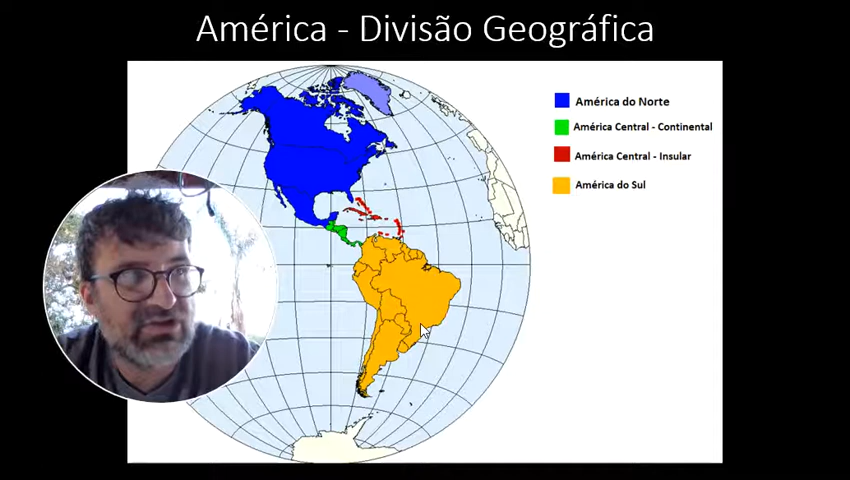 América - Divisão Geográfica
América do Norte
América Central - Continental
América Central - Insular
América do Sul